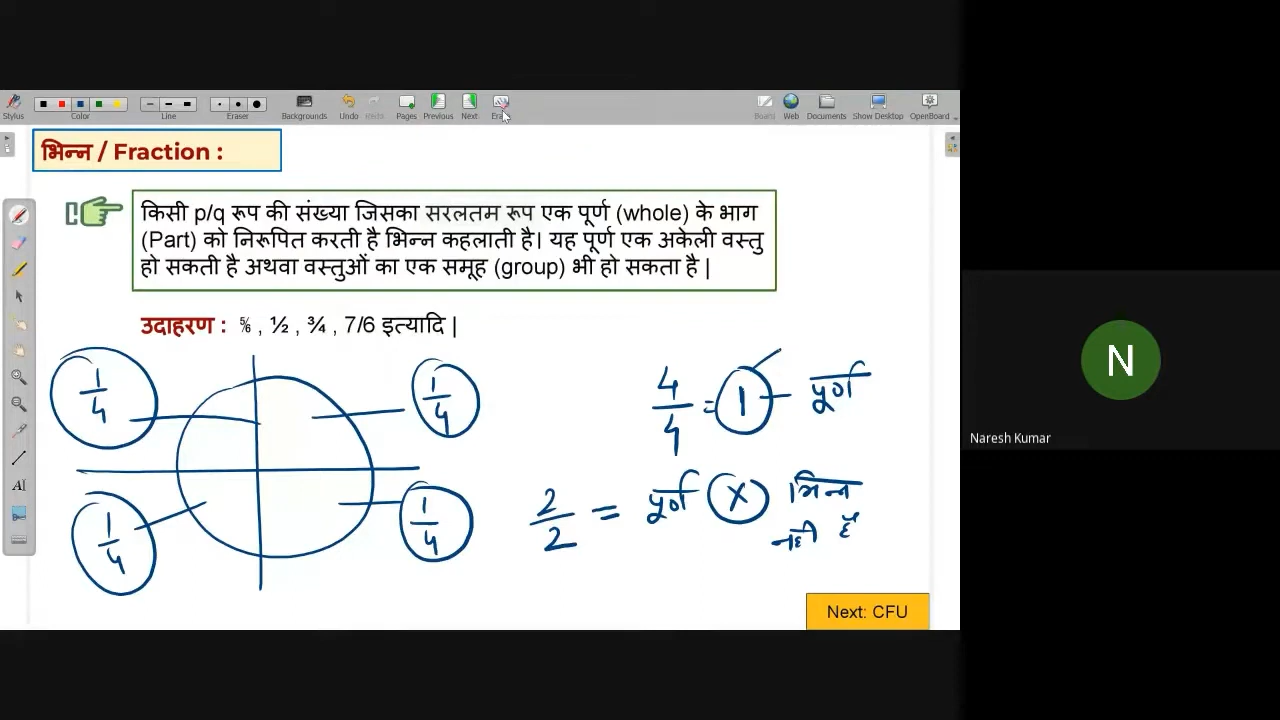 Stylus Color Line Eraser Backgrounds Undo Redo Pages Previous Next Erase Board Web Documents Show Desktop OpenBoard
भिन्न / Fraction :
किसी p/q रूप की संख्या जिसका सरलतम रूप एक पूर्ण (whole) के भाग
(Part) को निरूपित करती है भिन्न कहलाती है। यह पूर्ण एक अकेली वस्तु
हो सकती है अथवा वस्तुओं का एक समूह (group) भी हो सकता है |
उदाहरण : ⅚ , ½ , ¾ , 7/6 इत्यादि |
1/4
1/4
4/4 = 1 – पूर्ण
1/4
1/4
2/2 = पूर्ण X भिन्न
नही है
Next: CFU
N
Naresh Kumar